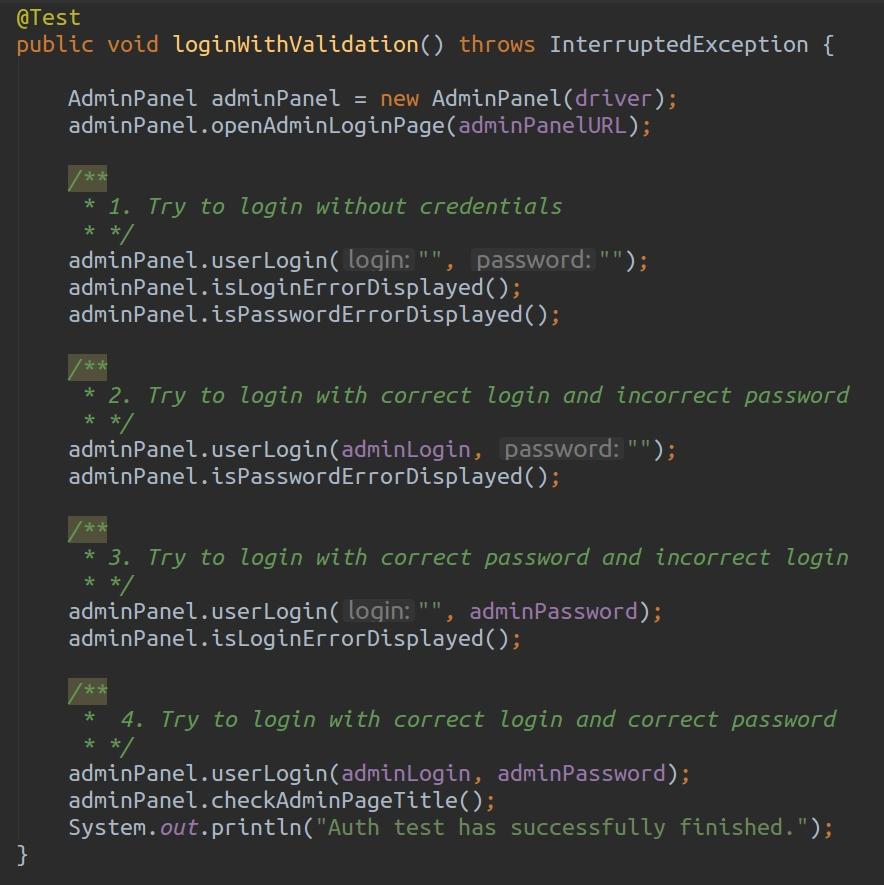 @Test
public void loginWithValidation() throws InterruptedException {
AdminPanel adminPanel = new AdminPanel(driver);
adminPanel.openAdminLoginPage(adminPanelURL);
/**
* 1. Try to login without credentials
* */
adminPanel.userLogin( login: "", password: "");
adminPanel.isLoginErrorDisplayed();
adminPanel.isPasswordErrorDisplayed();
/**
* 2. Try to login with correct login and incorrect password
* */
adminPanel.userLogin(adminLogin, password: "");
adminPanel.isPasswordErrorDisplayed();
/**
* 3. Try to login with correct password and incorrect login
* */
adminPanel.userLogin( login: "", adminPassword);
adminPanel.isLoginErrorDisplayed();
/**
*  4. Try to login with correct login and correct password
* */
adminPanel.userLogin(adminLogin, adminPassword);
adminPanel.checkAdminPageTitle();
System.out.println("Auth test has successfully finished.");
}